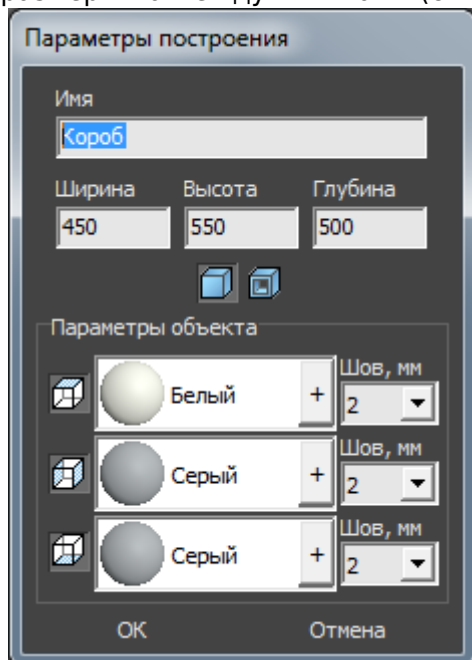 Параметры построения
Имя
Короб
Ширина Высота Глубина
450 550 500
Параметры объекта
Шов, мм
Белый + 2
Шов, мм
Серый + 2
Шов, мм
Серый + 2
ОК Отмена